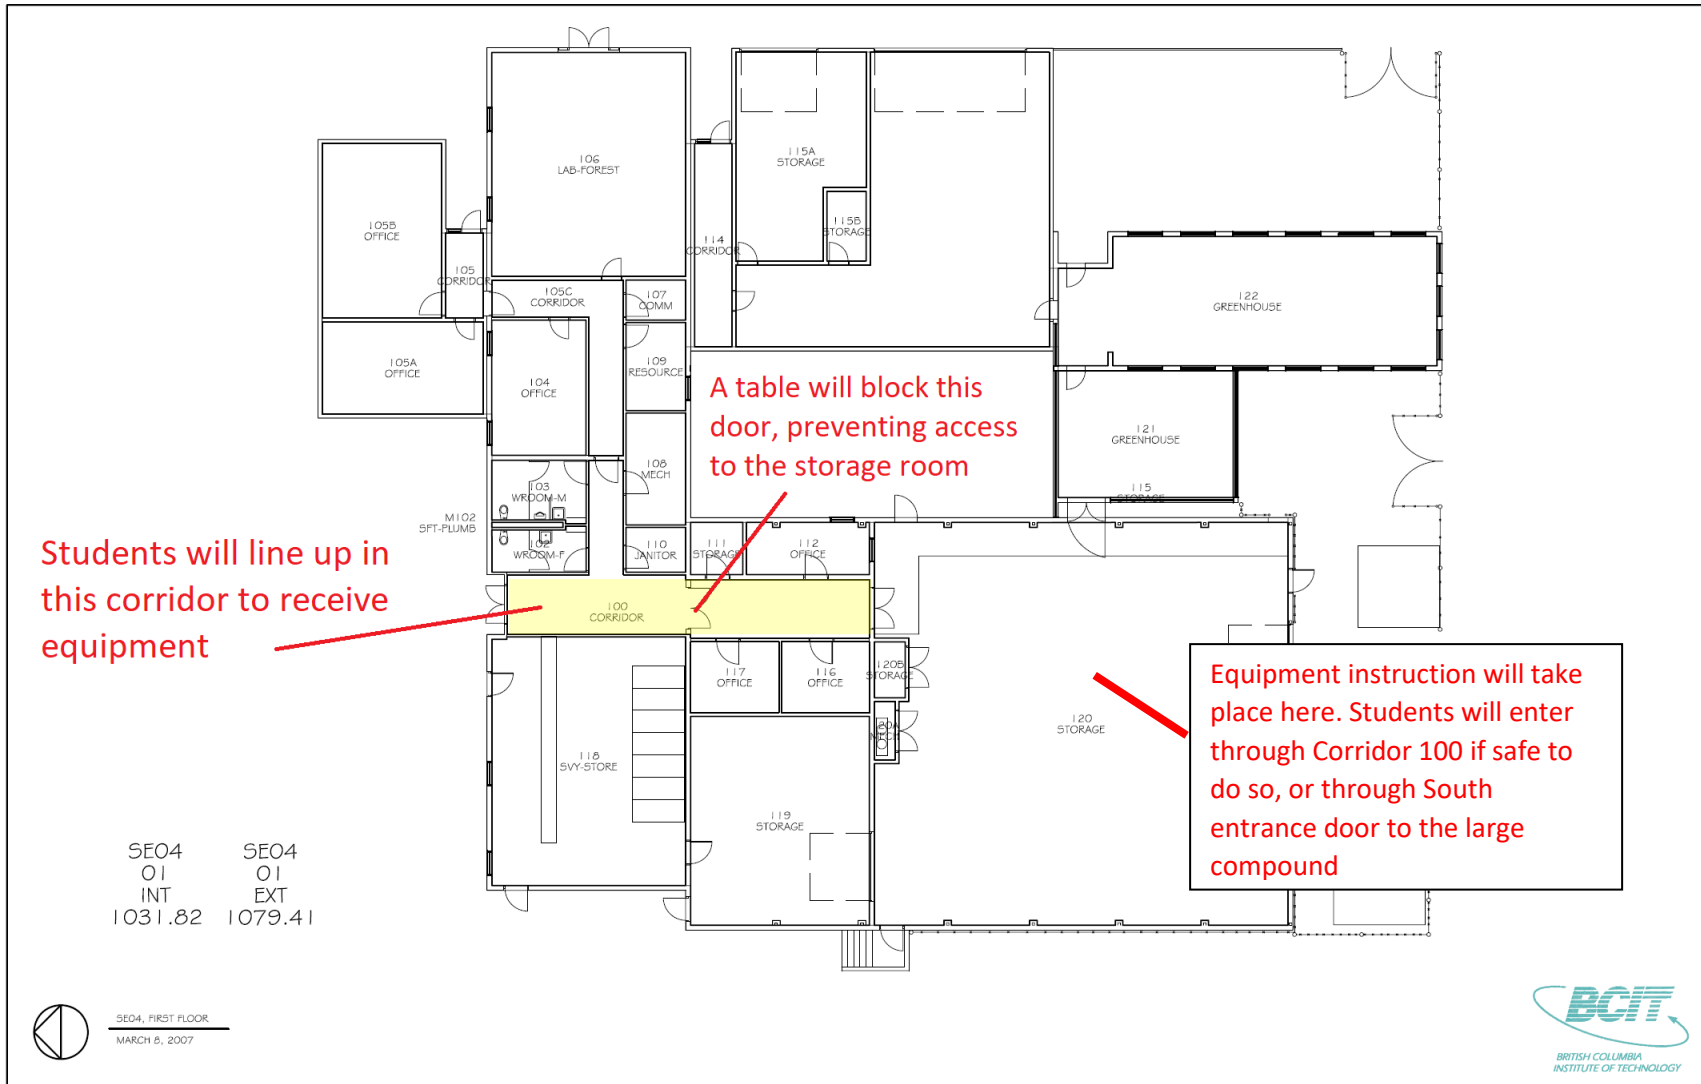 106
LAB-FOREST
115A
STORAGE
115B
STORAGE
105B
OFFICE
114
CORRIDOR
105
CORRIDOR
105C
CORRIDOR
107
COMM
122
GREENHOUSE
105A
OFFICE
104
OFFICE
109
RESOURCE
A table will block this
door, preventing access
to the storage room
121
GREENHOUSE
108
MECH
103
WROOM-M
115
STORAGE
M102
SFT-PLUMB
102
WROOM-F
110
JANITOR
111
STORAGE
112
OFFICE
Students will line up in
this corridor to receive
equipment
100
CORRIDOR
117
OFFICE
116
OFFICE
120B
STORAGE
Equipment instruction will take
place here. Students will enter
through Corridor 100 if safe to
do so, or through South
entrance door to the large
compound
120
STORAGE
120A
MECH
118
SVY-STORE
119
STORAGE
SE04
01
INT
1031.82
SE04
01
EXT
1079.41
SE04, FIRST FLOOR
MARCH 8, 2007
BCIT
BRITISH COLUMBIA
INSTITUTE OF TECHNOLOGY